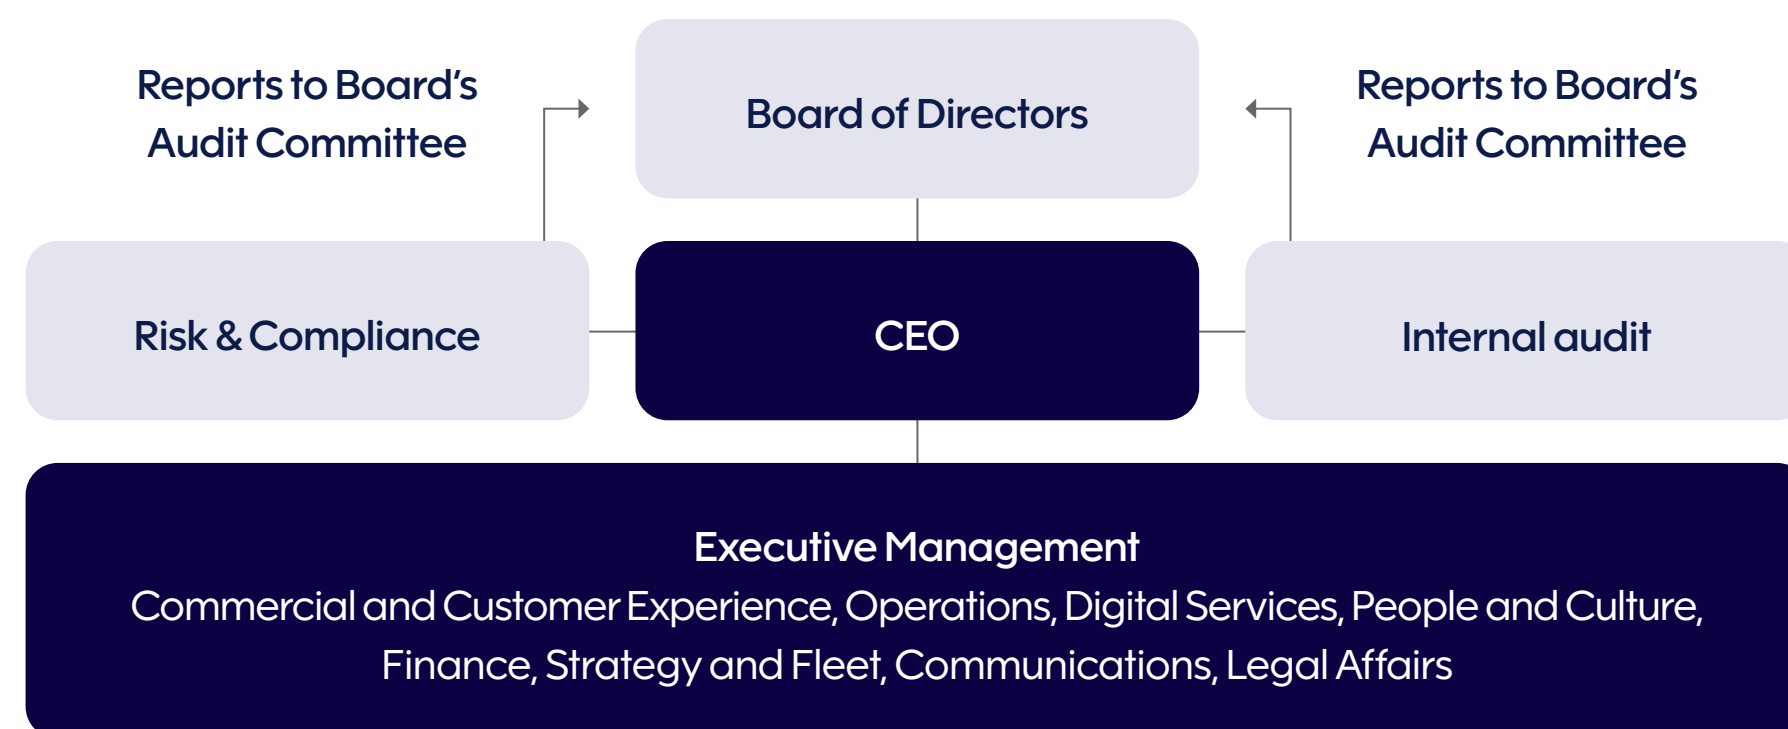 Reports to Board's
Audit Committee
Board of Directors
Reports to Board's
Audit Committee
Risk & Compliance
CEO
Internal audit
Executive Management
Commercial and Customer Experience, Operations, Digital Services, People and Culture,
Finance, Strategy and Fleet, Communications, Legal Affairs